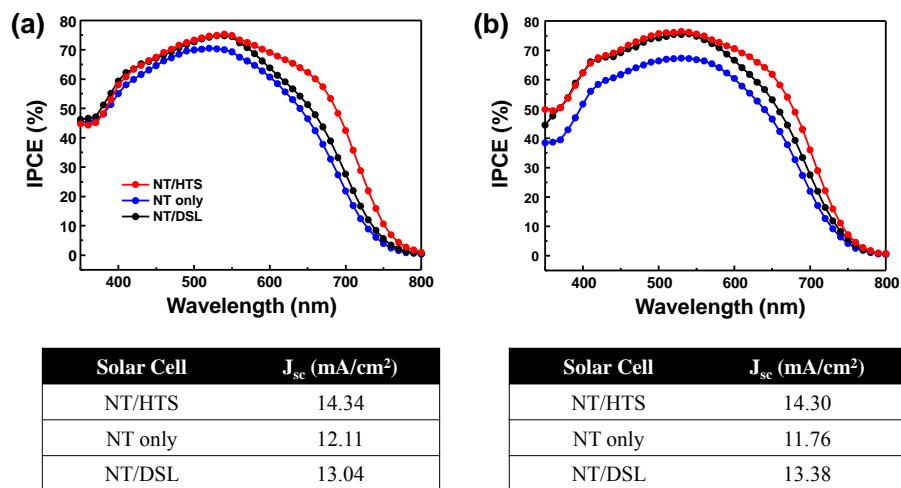 (a)
IPCE (%)
80
70
60
50
40
30
20
10
0
NT/HTS
NT only
NT/DSL
400 500 600 700 800
Wavelength (nm)
(b)
IPCE (%)
80
70
60
50
40
30
20
10
0
400 500 600 700 800
Wavelength (nm)
Solar Cell Jsc (mA/cm²)
NT/HTS 14.34
NT only 12.11
NT/DSL 13.04
Solar Cell Jsc (mA/cm²)
NT/HTS 14.30
NT only 11.76
NT/DSL 13.38